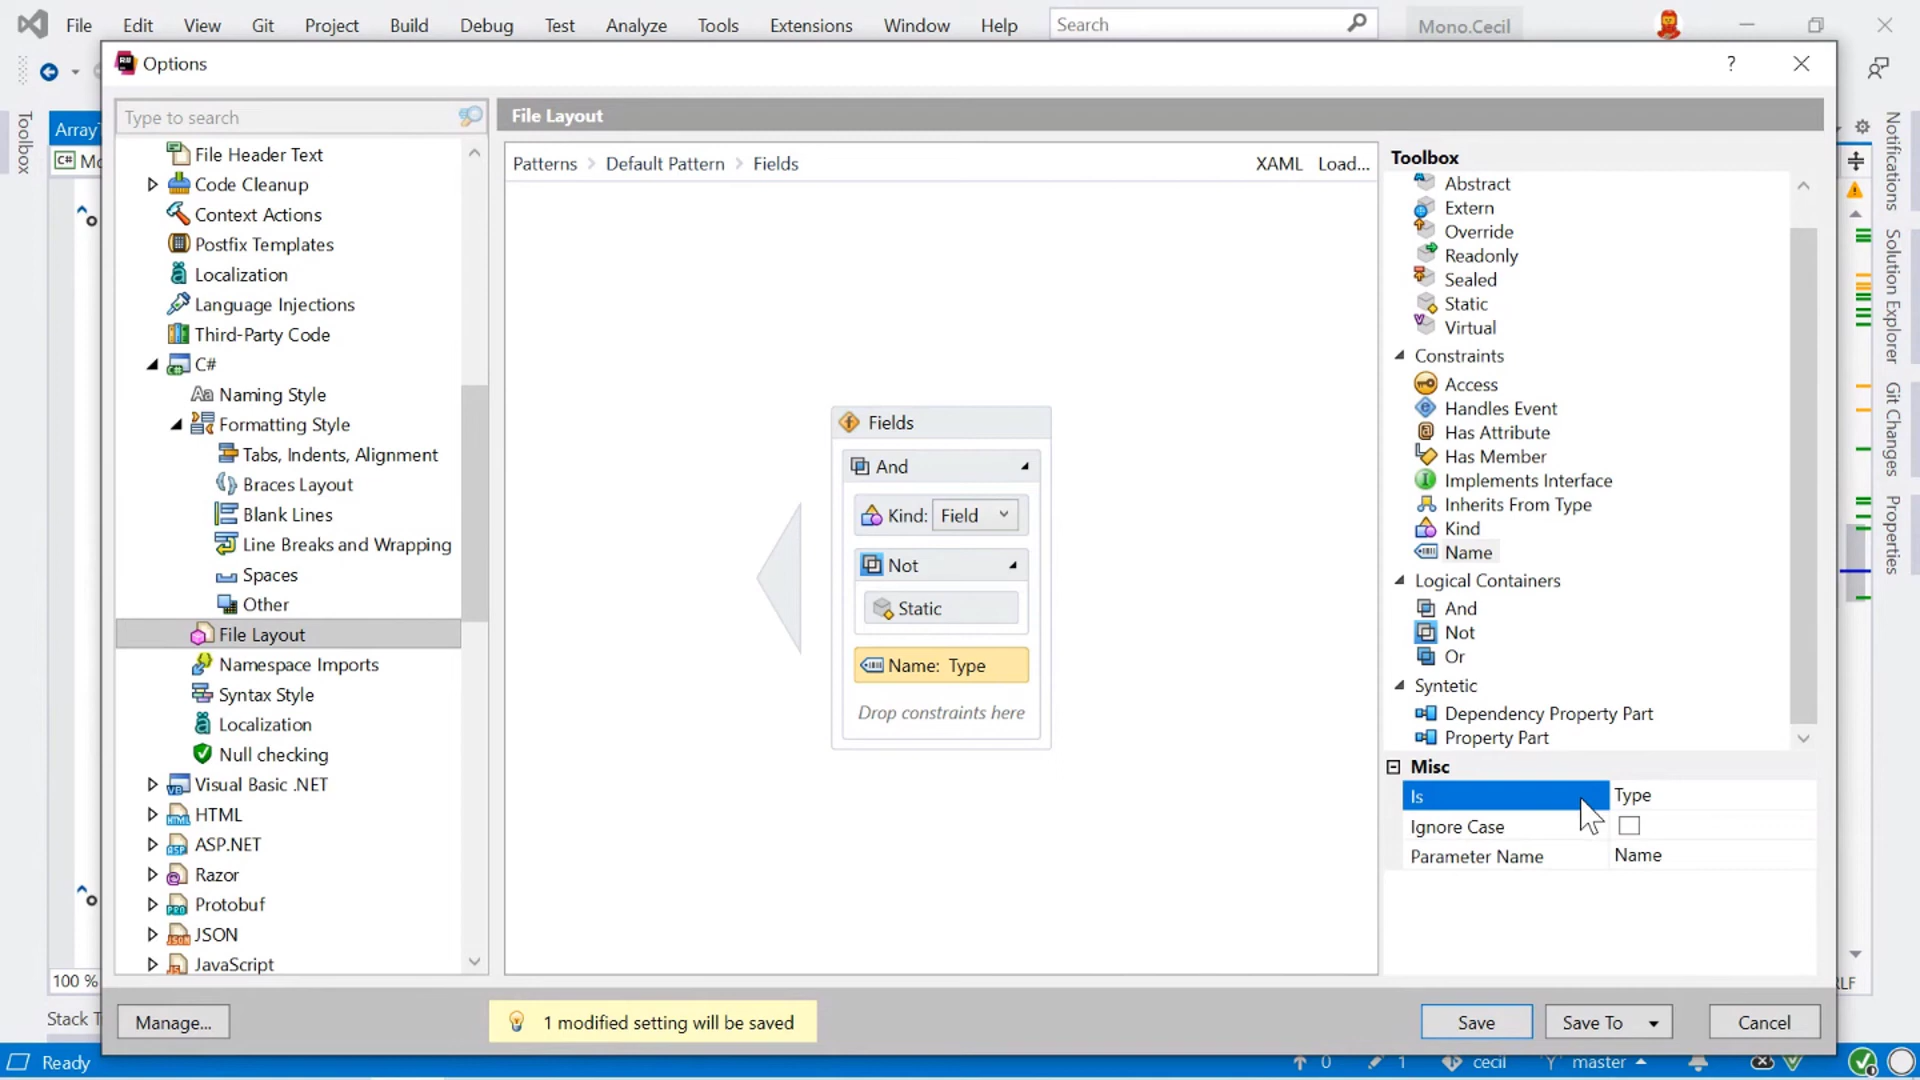 File Edit View Git Project Build Debug Test Analyze Tools Extensions Window Help Search Mono.Cecil
Options ?
Toolbox
Array
C#
Type to search
File Header Text
Code Cleanup
Context Actions
Postfix Templates
Localization
Language Injections
Third-Party Code
C#
Naming Style
Formatting Style
Tabs, Indents, Alignment
Braces Layout
Blank Lines
Line Breaks and Wrapping
Spaces
Other
File Layout
Namespace Imports
Syntax Style
Localization
Null checking
Visual Basic .NET
HTML
ASP.NET
Razor
Protobuf
JSON
JavaScript
File Layout
Patterns > Default Pattern > Fields XAML Load...
Fields
And
Kind: Field
Not
Static
Name: Type
Drop constraints here
Toolbox
Abstract
Extern
Override
Readonly
Sealed
Static
Virtual
Constraints
Access
Handles Event
Has Attribute
Has Member
Implements Interface
Inherits From Type
Kind
Name
Logical Containers
And
Not
Or
Syntetic
Dependency Property Part
Property Part
Misc
Is Type
Ignore Case
Parameter Name Name
Notifications
Solution Explorer
Git Changes
Properties
100 %
Stack
Manage...
1 modified setting will be saved
Save Save To Cancel
Ready 0 1 cecil master